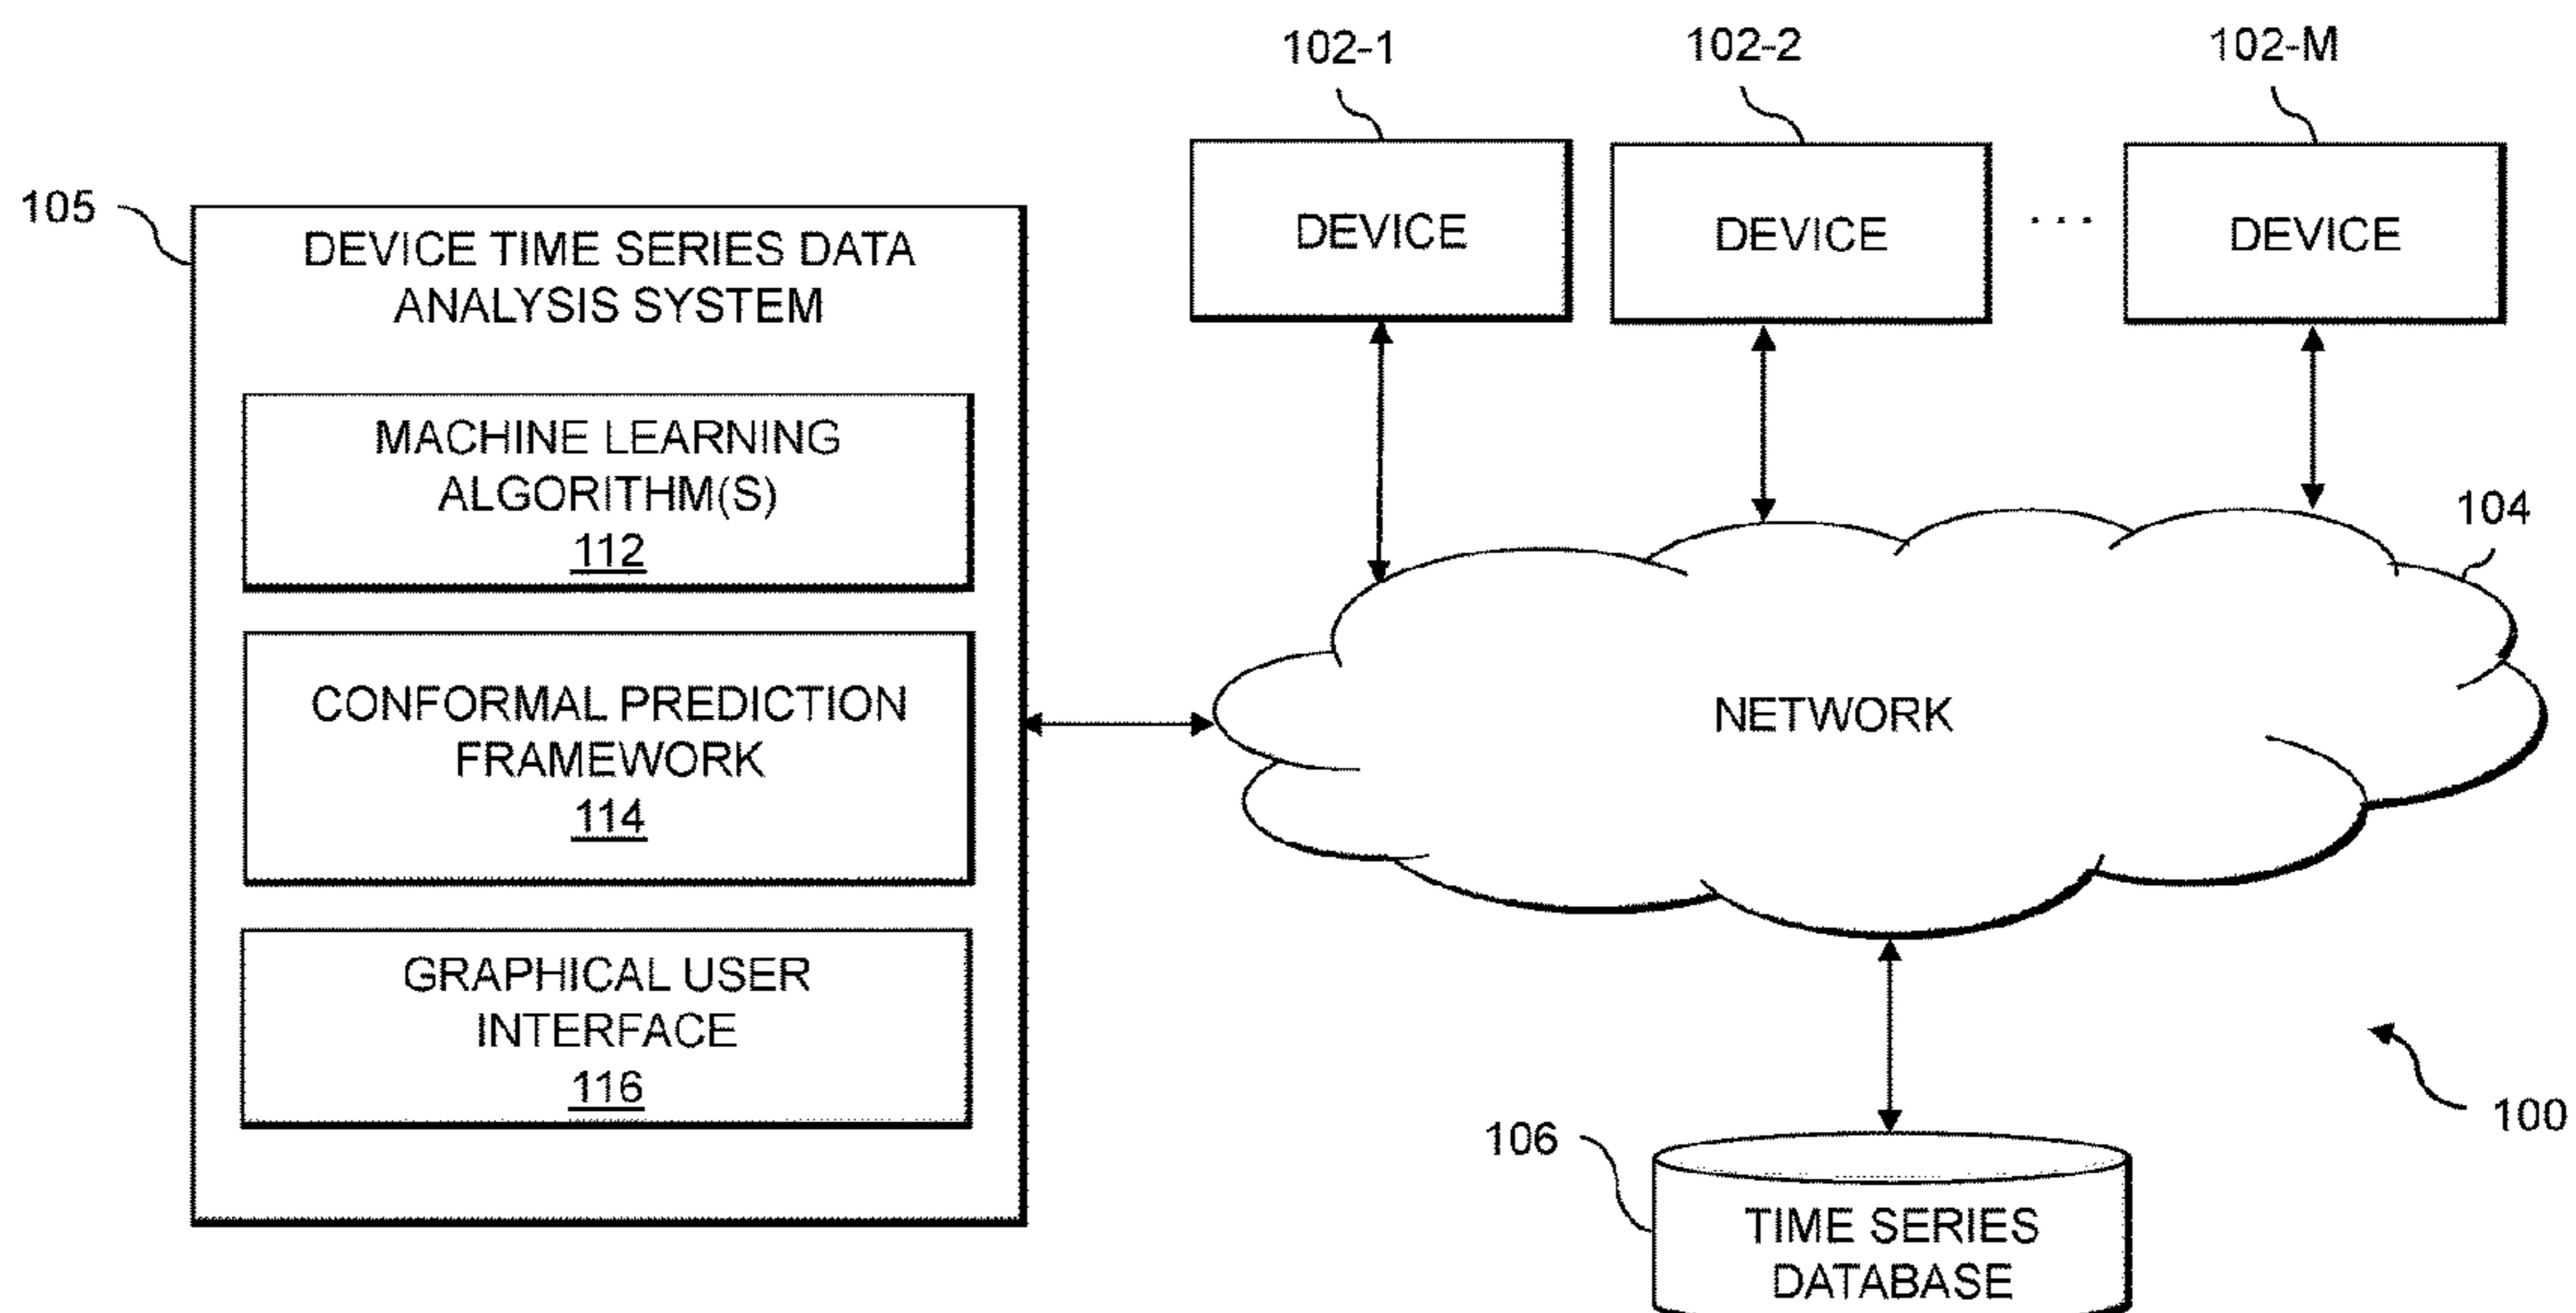 102-1
102-2
102-M
105
DEVICE TIME SERIES DATA
ANALYSIS SYSTEM
MACHINE LEARNING
ALGORITHM(S)
112
CONFORMAL PREDICTION
FRAMEWORK
114
GRAPHICAL USER
INTERFACE
116
DEVICE
DEVICE
...
DEVICE
104
NETWORK
100
106
TIME SERIES
DATABASE